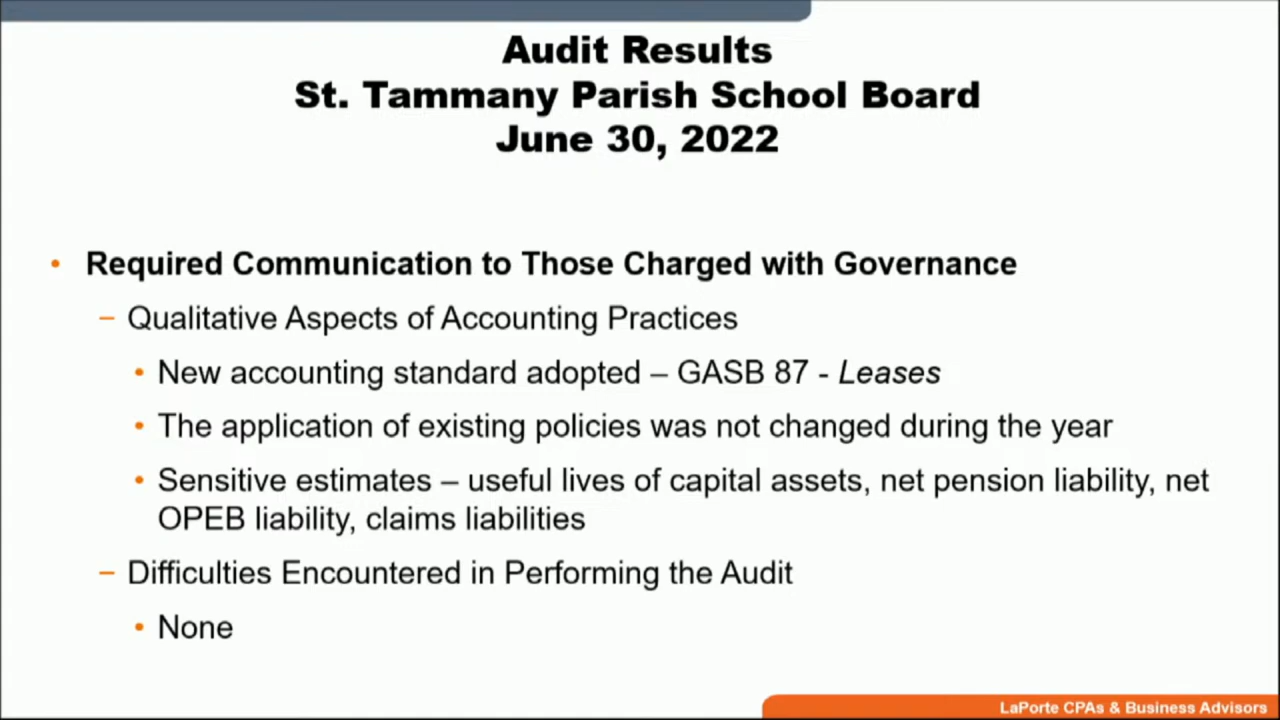 Audit Results
St. Tammany Parish School Board
June 30, 2022
• Required Communication to Those Charged with Governance
– Qualitative Aspects of Accounting Practices
• New accounting standard adopted – GASB 87 - Leases
• The application of existing policies was not changed during the year
• Sensitive estimates – useful lives of capital assets, net pension liability, net
OPEB liability, claims liabilities
– Difficulties Encountered in Performing the Audit
• None
LaPorte CPAs & Business Advisors